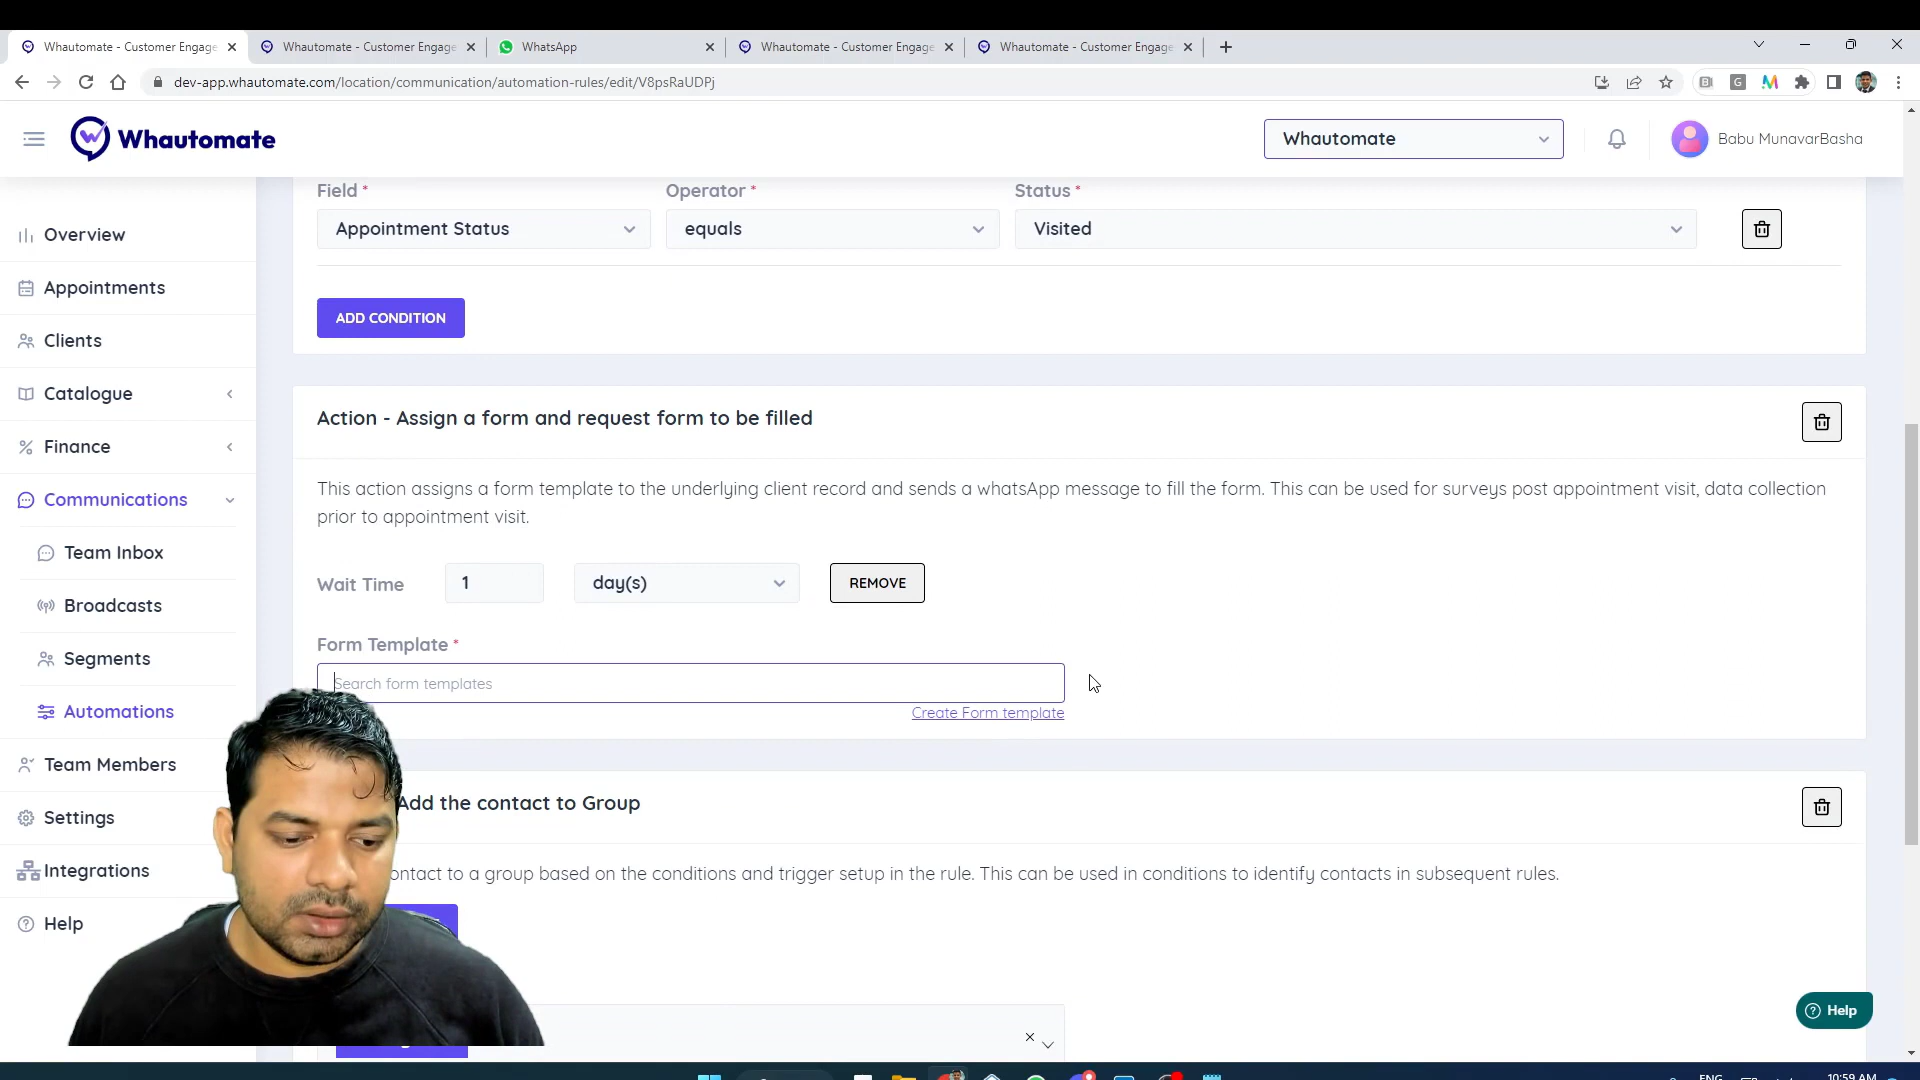 Whautomate - Customer Engage
Whautomate - Customer Engage
WhatsApp
Whautomate - Customer Engage
Whautomate - Customer Engage
dev-app.whautomate.com/location/communication/automation-rules/edit/V8psRaUDPj
Whautomate
Whautomate
Babu MunavarBasha
Field *
Operator *
Status *
Appointment Status
equals
Visited
ADD CONDITION
Overview
Appointments
Clients
Catalogue
Finance
Communications
Team Inbox
Broadcasts
Segments
Automations
Team Members
Settings
Integrations
Help
Action - Assign a form and request form to be filled
This action assigns a form template to the underlying client record and sends a whatsApp message to fill the form. This can be used for surveys post appointment visit, data collection
prior to appointment visit.
Wait Time
1
day(s)
REMOVE
Form Template *
Search form templates
Create Form template
Add the contact to Group
ontact to a group based on the conditions and trigger setup in the rule. This can be used in conditions to identify contacts in subsequent rules.
Help
ENG
10:59 AM